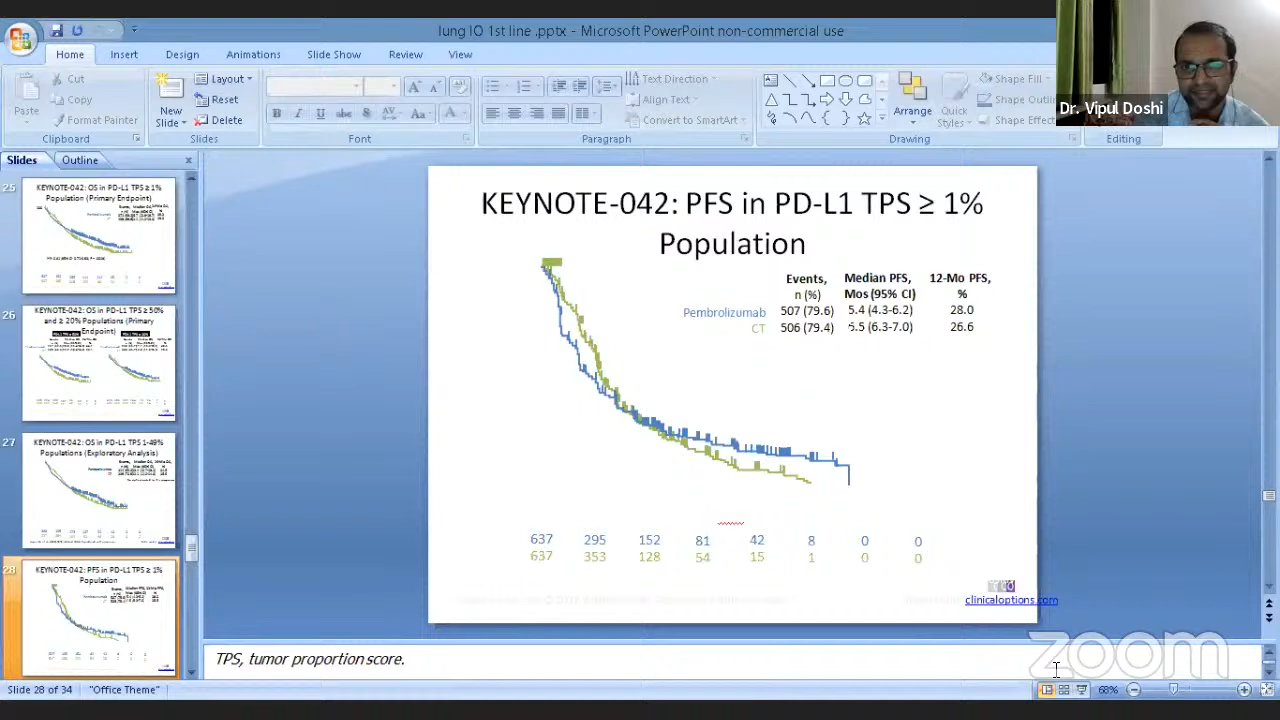 lung IO 1st line .pptx - Microsoft PowerPoint non-commercial use
Home Insert Design Animations Slide Show Review View
Cut
Copy
Format Painter
Paste
Clipboard
New
Slide
Layout
Reset
Delete
Slides
Font
Text Direction
Align Text
Convert to SmartArt
Paragraph
Arrange
Quick
Styles
Shape Fill
Shape Outli
Shape Effec
Drawing
Editing
Dr. Vipul Doshi
Slides Outline
25
KEYNOTE-042: OS in PD-L1 TPS ≥ 1%
Population (Primary Endpoint)
26
KEYNOTE-042: OS in PD-L1 TPS ≥ 50%
and ≥ 20% Populations (Primary
Endpoint)
27
KEYNOTE-042: OS in PD-L1 TPS 1-49%
Populations (Exploratory Analysis)
28
KEYNOTE-042: PFS in PD-L1 TPS ≥ 1%
Population
KEYNOTE-042: PFS in PD-L1 TPS ≥ 1%
Population
Events, Median PFS, 12-Mo PFS,
n (%) Mos (95% CI) %
Pembrolizumab 507 (79.6) 5.4 (4.3-6.2) 28.0
CT 506 (79.4) 6.5 (6.3-7.0) 26.6
637 295 152 81 42 8 0 0
637 353 128 54 15 1 0 0
clinicaloptions.com
TPS, tumor proportion score.
zoom
Slide 28 of 34 "Office Theme" 68%